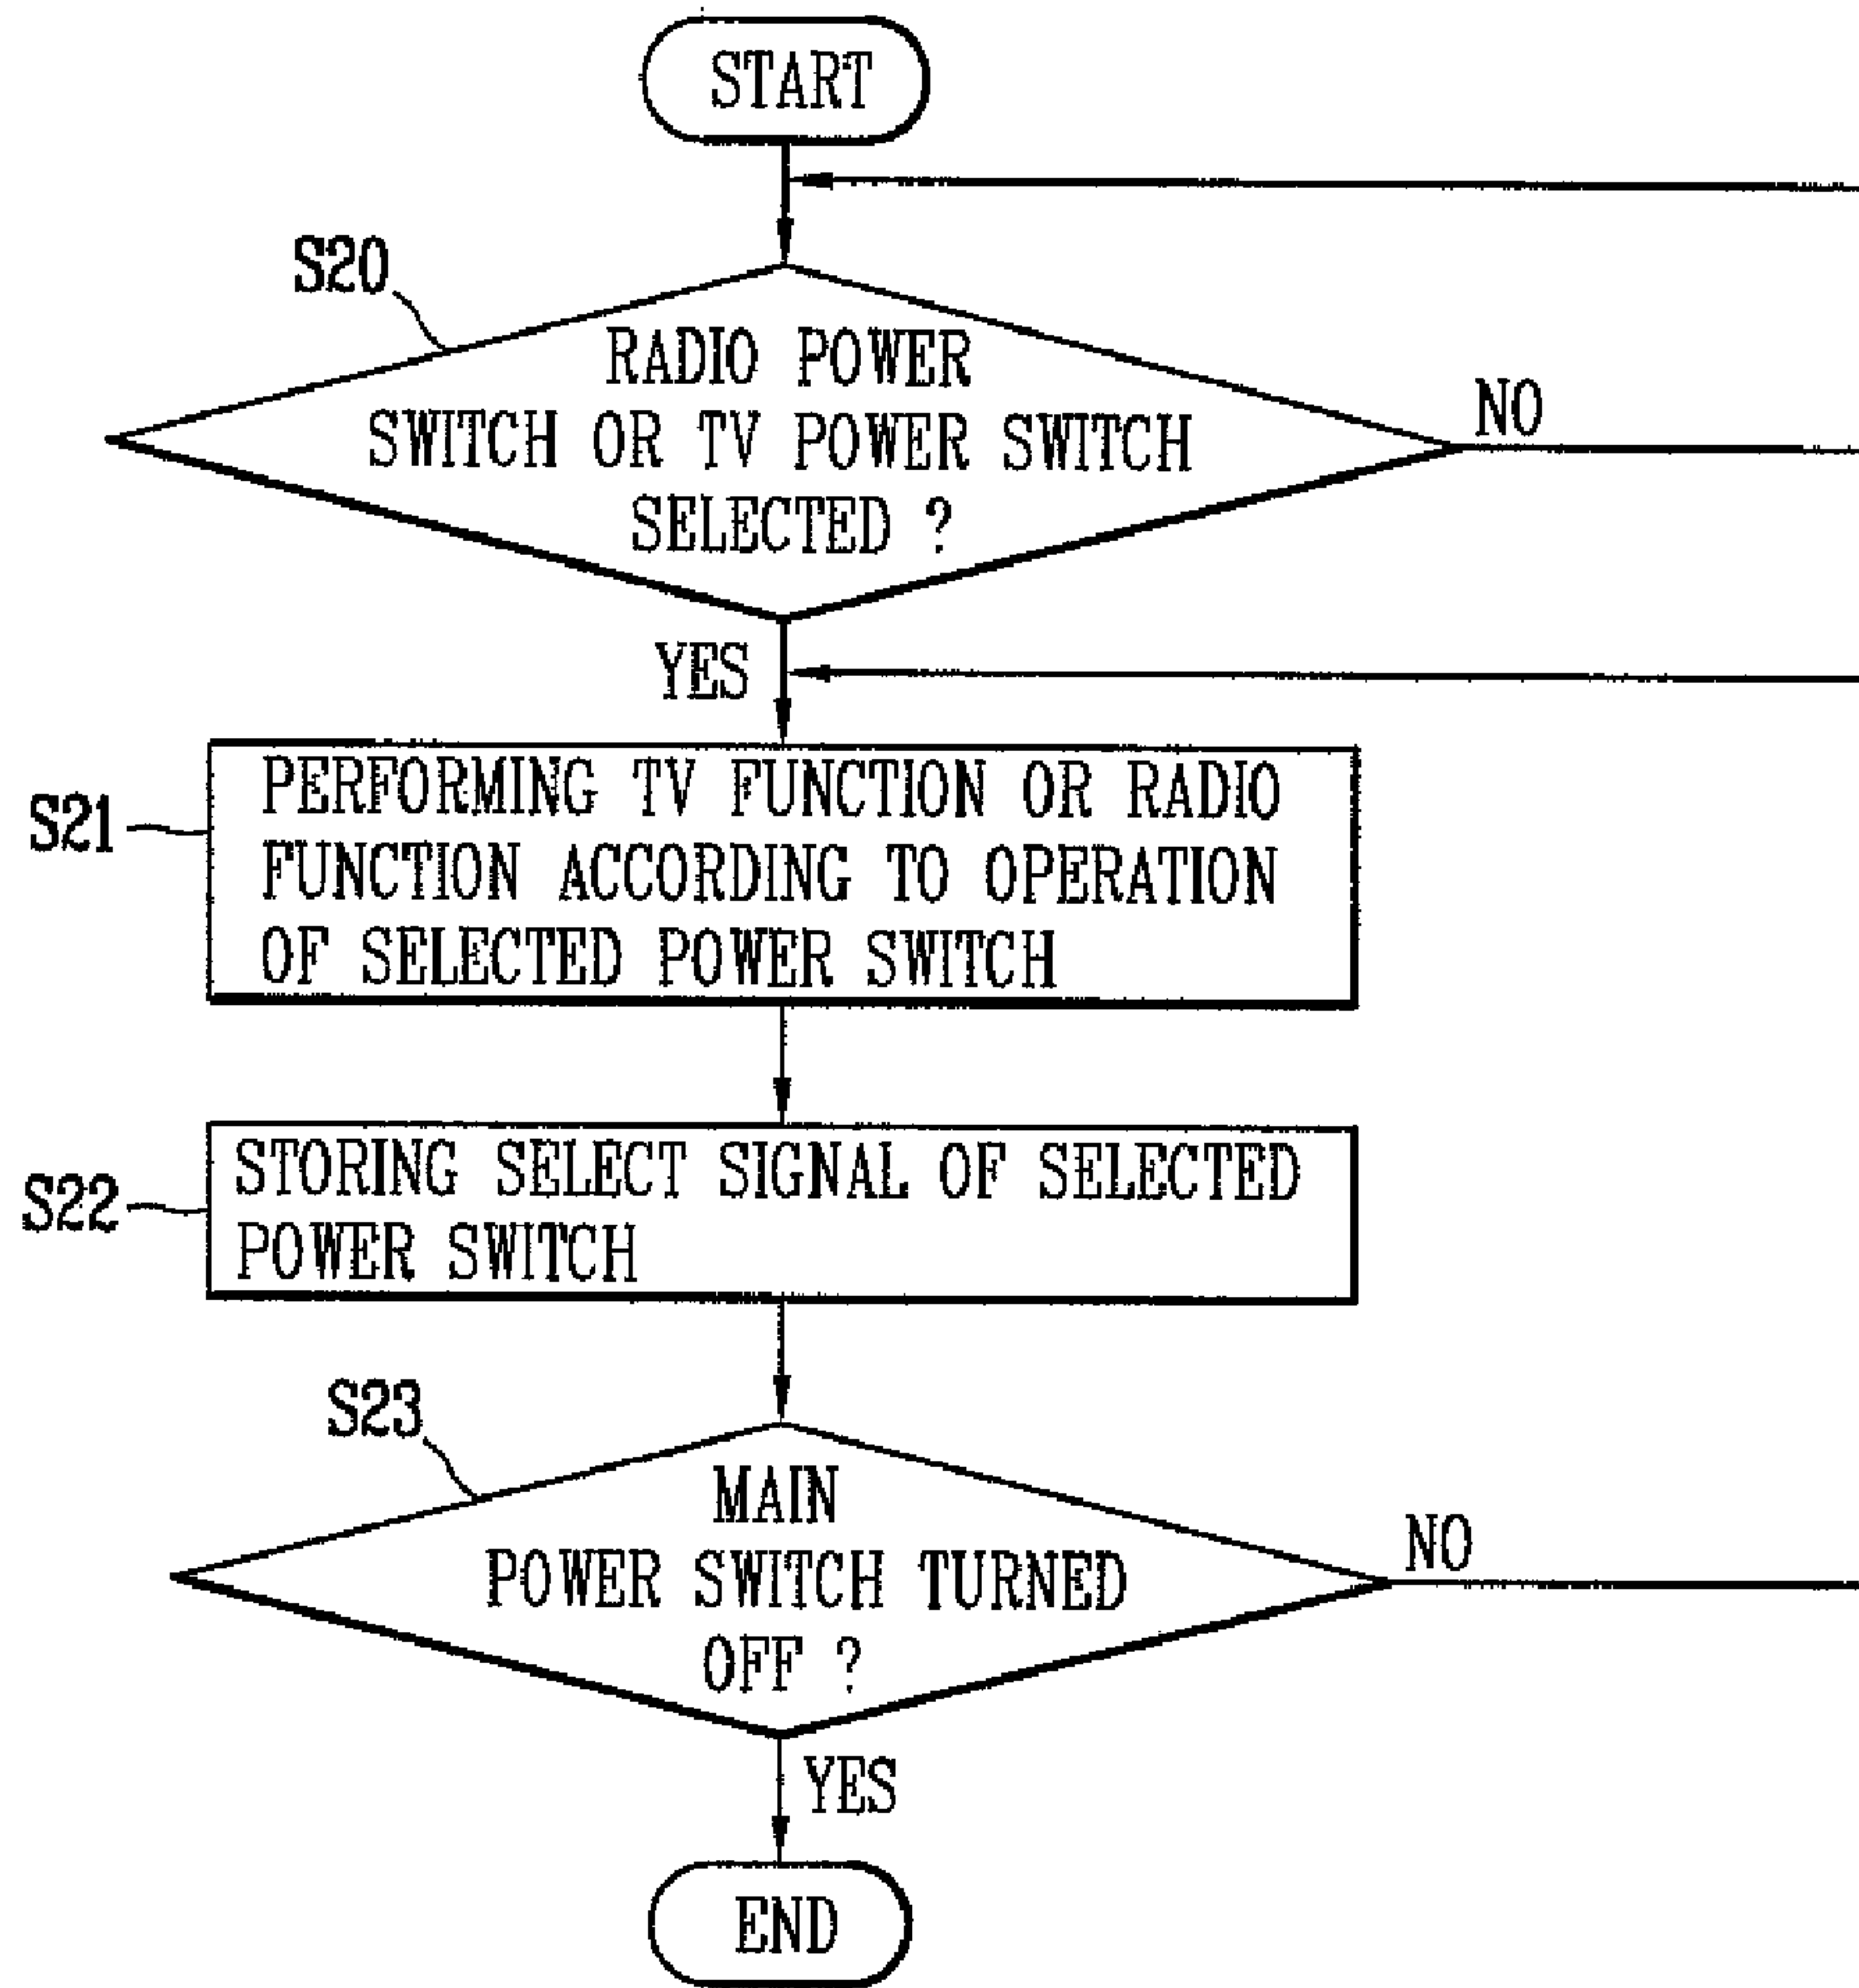 START
S20
RADIO POWER
SWITCH OR TV POWER SWITCH
SELECTED ?
NO
YES
S21
PERFORMING TV FUNCTION OR RADIO
FUNCTION ACCORDING TO OPERATION
OF SELECTED POWER SWITCH
S22
STORING SELECT SIGNAL OF SELECTED
POWER SWITCH
S23
MAIN
POWER SWITCH TURNED
OFF ?
NO
YES
END